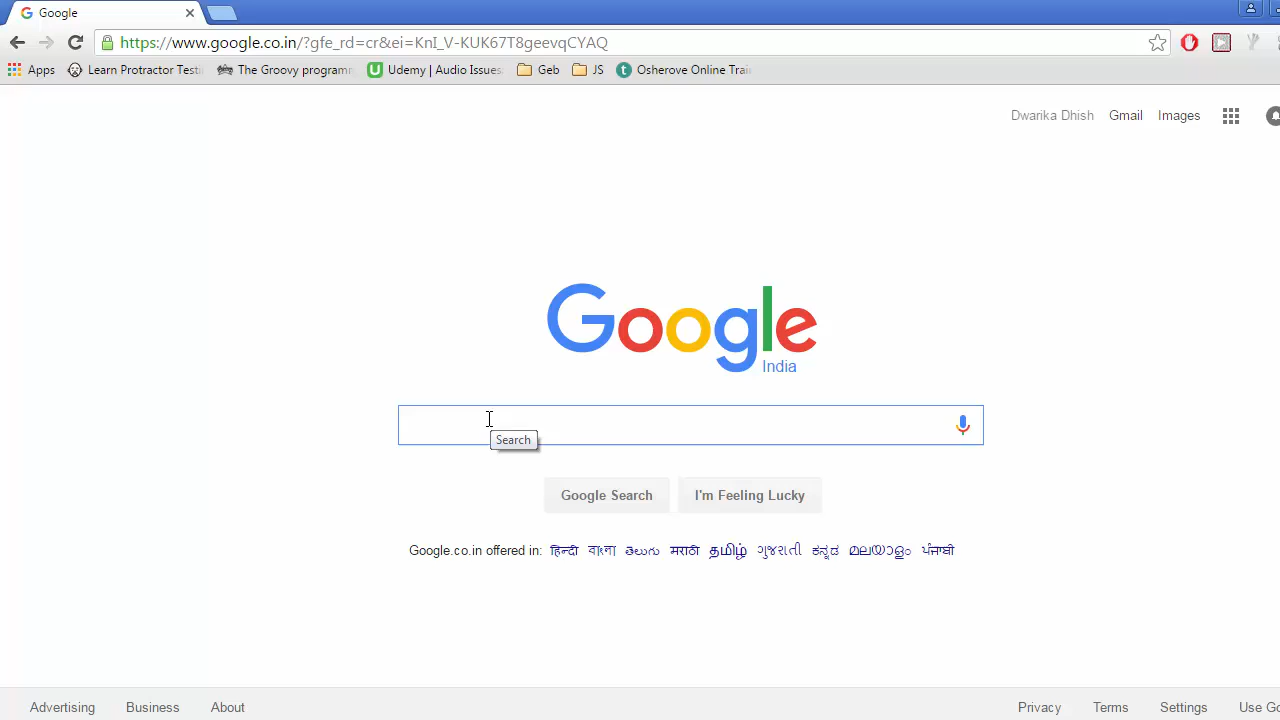 Google
https://www.google.co.in/?gfe_rd=cr&ei=KnI_V-KUK67T8geevqCYAQ
Apps Learn Protractor Testi The Groovy programm Udemy | Audio Issues Geb JS Osherove Online Trai
Dwarika Dhish Gmail Images
Google
India
Search
Google Search I'm Feeling Lucky
Google.co.in offered in: हिन्दी বাংলা తెలుగు मराठी தமிழ் ગુજરાતી ಕನ್ನಡ മലയാളം ਪੰਜਾਬੀ
Advertising Business About Privacy Terms Settings Use Go